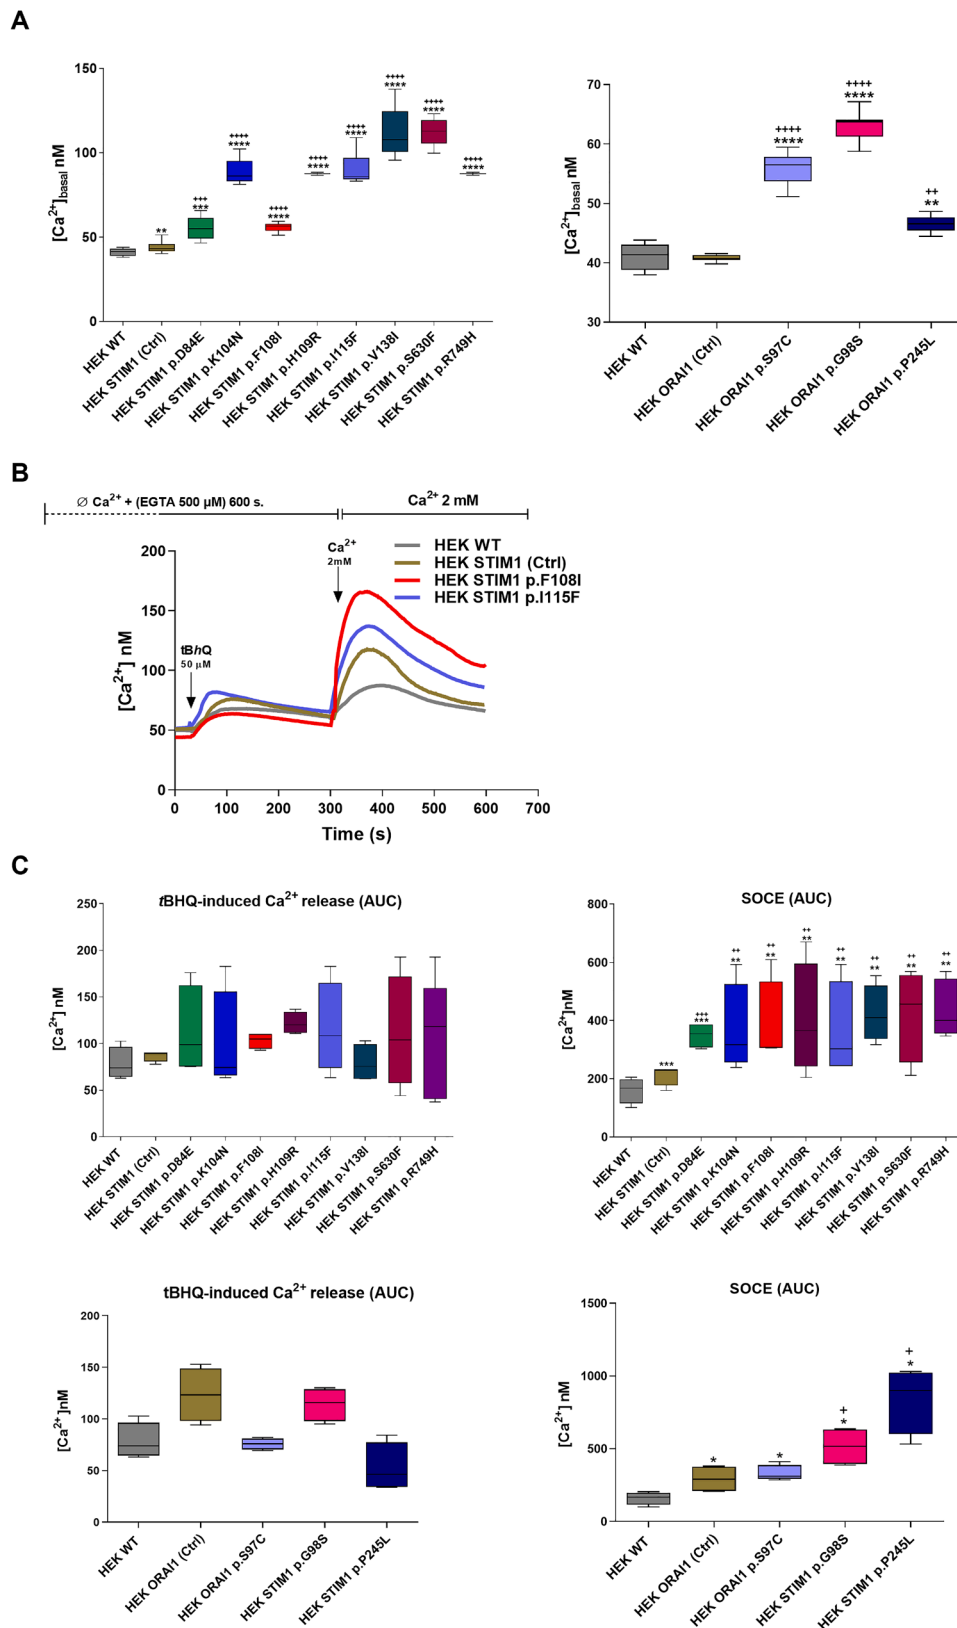 A
150
100
50
0
[Ca²⁺]basal nM
**
+++
***
++++
****
++++
****
++++
****
++++
****
++++
****
++++
****
++++
****
HEK WT
HEK STIM1 (Ctrl)
HEK STIM1 p.D84E
HEK STIM1 p.K104N
HEK STIM1 p.F108I
HEK STIM1 p.H109R
HEK STIM1 p.I115F
HEK STIM1 p.V138I
HEK STIM1 p.S630F
HEK STIM1 p.R749H
70
60
50
40
30
[Ca²⁺]basal nM
++++
****
++++
****
++
**
HEK WT
HEK ORAI1 (Ctrl)
HEK ORAI1 p.S97C
HEK ORAI1 p.G98S
HEK ORAI1 p.P245L
B
∅ Ca²⁺ + (EGTA 500 µM) 600 s.
Ca²⁺ 2 mM
200
150
100
50
0
[Ca²⁺] nM
tBhQ
50 µM
Ca²⁺
2mM
HEK WT
HEK STIM1 (Ctrl)
HEK STIM1 p.F108I
HEK STIM1 p.I115F
0 100 200 300 400 500 600 700
Time (s)
C
tBHQ-induced Ca²⁺ release (AUC)
250
200
150
100
50
0
[Ca²⁺]nM
HEK WT
HEK STIM1 (Ctrl)
HEK STIM1 p.D84E
HEK STIM1 p.K104N
HEK STIM1 p.F108I
HEK STIM1 p.H109R
HEK STIM1 p.I115F
HEK STIM1 p.V138I
HEK STIM1 p.S630F
HEK STIM1 p.R749H
SOCE (AUC)
800
600
400
200
0
[Ca²⁺] nM
***
+++
***
++
**
++
**
++
**
++
**
++
**
++
**
++
**
HEK WT
HEK STIM1 (Ctrl)
HEK STIM1 p.D84E
HEK STIM1 p.K104N
HEK STIM1 p.F108I
HEK STIM1 p.H109R
HEK STIM1 p.I115F
HEK STIM1 p.V138I
HEK STIM1 p.S630F
HEK STIM1 p.R749H
tBHQ-induced Ca²⁺ release (AUC)
200
150
100
50
0
[Ca²⁺]nM
HEK WT
HEK ORAI1 (Ctrl)
HEK ORAI1 p.S97C
HEK STIM1 p.G98S
HEK STIM1 p.P245L
SOCE (AUC)
1500
1000
500
0
[Ca²⁺] nM
*
*
+
*
+
*
HEK WT
HEK ORAI1 (Ctrl)
HEK ORAI1 p.S97C
HEK STIM1 p.G98S
HEK STIM1 p.P245L